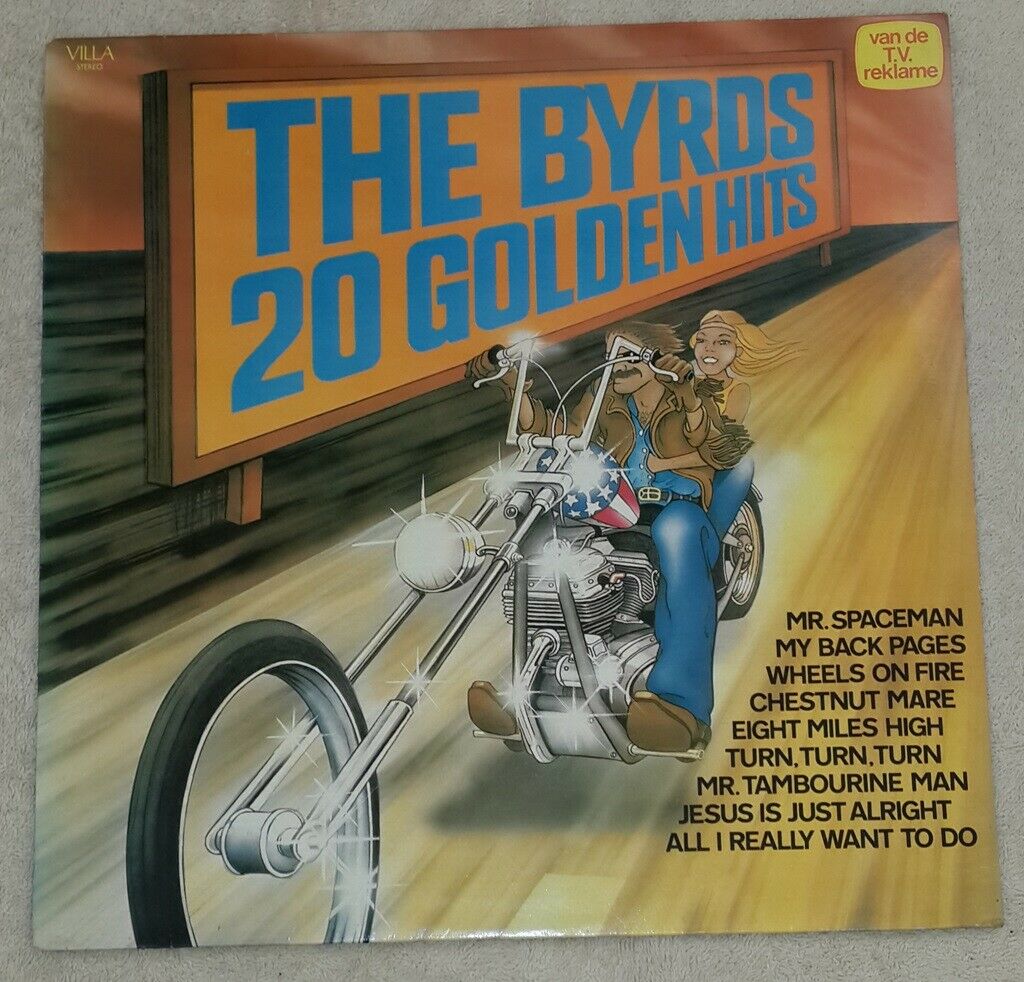 VILLA
STEREO
van de
T.V.
reklame
THE BYRDS
20 GOLDEN HITS
MR. SPACEMAN
MY BACK PAGES
WHEELS ON FIRE
CHESTNUT MARE
EIGHT MILES HIGH
TURN, TURN, TURN
MR. TAMBOURINE MAN
JESUS IS JUST ALRIGHT
ALL I REALLY WANT TO DO